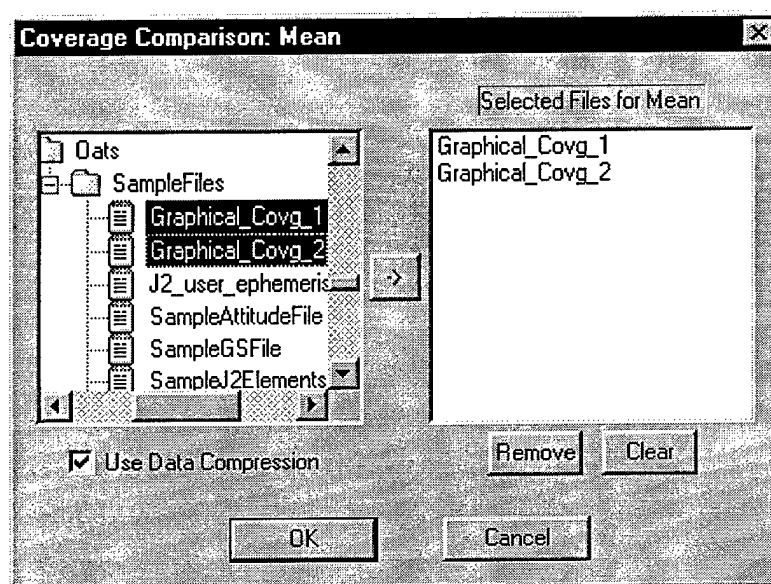 Coverage Comparison: Mean
Selected Files for Mean
Oats
SampleFiles
Graphical_Covg_1
Graphical_Covg_2
J2_user_ephemeris
SampleAttitudeFile
SampleGSFile
SampleJ2Elements
->
Graphical_Covg_1
Graphical_Covg_2
Use Data Compression
Remove Clear
OK Cancel